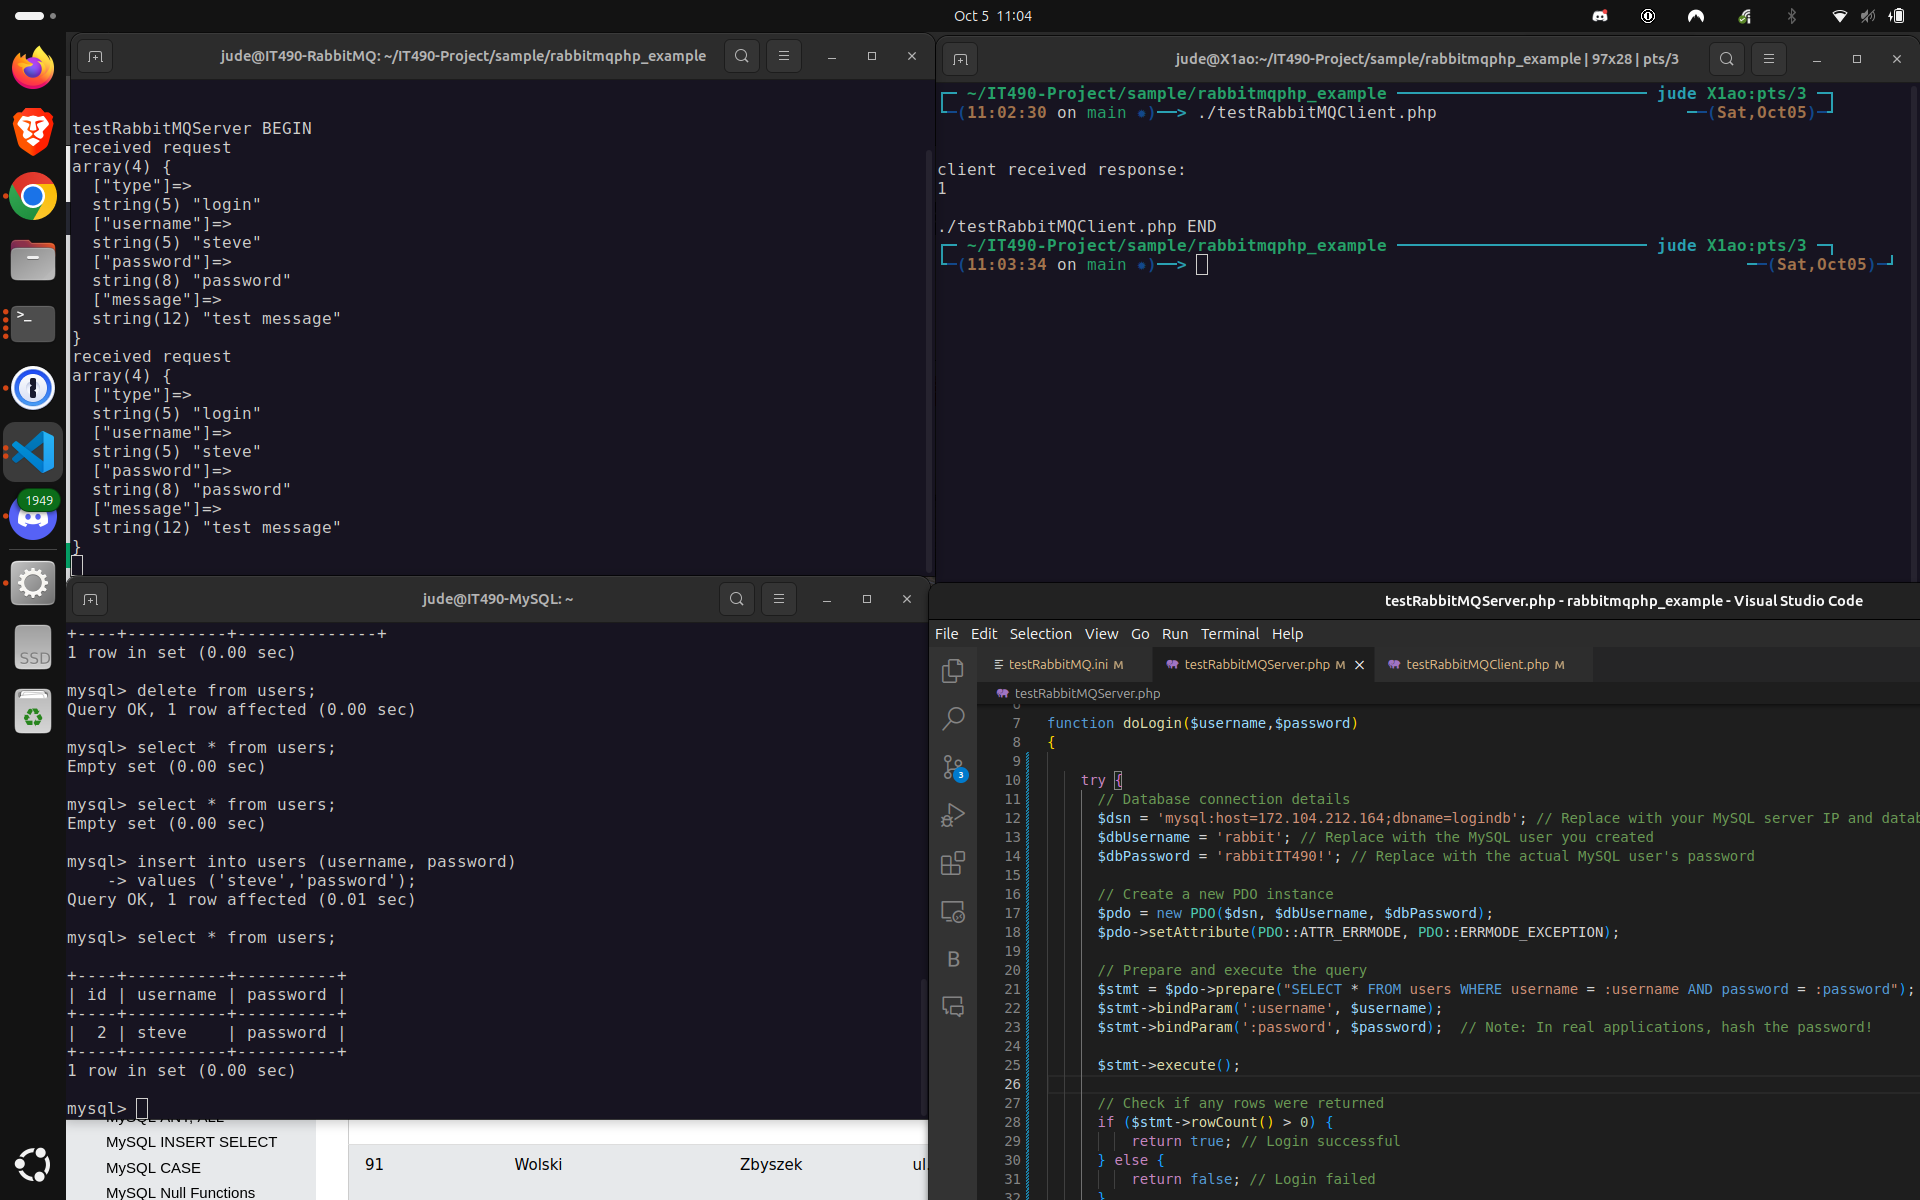 Oct 5 11:04
jude@IT490-RabbitMQ: ~/IT490-Project/sample/rabbitmqphp_example
testRabbitMQServer BEGIN
received request
array(4) {
["type"]=>
string(5) "login"
["username"]=>
string(5) "steve"
["password"]=>
string(8) "password"
["message"]=>
string(12) "test message"
}
received request
array(4) {
["type"]=>
string(5) "login"
["username"]=>
string(5) "steve"
["password"]=>
string(8) "password"
["message"]=>
string(12) "test message"
}
jude@X1ao:~/IT490-Project/sample/rabbitmqphp_example | 97x28 | pts/3
~/IT490-Project/sample/rabbitmqphp_example jude X1ao:pts/3
(11:02:30 on main ●)──> ./testRabbitMQClient.php (Sat,Oct05)
client received response:
1
./testRabbitMQClient.php END
~/IT490-Project/sample/rabbitmqphp_example jude X1ao:pts/3
(11:03:34 on main ●)──> (Sat,Oct05)
1949
SSD
jude@IT490-MySQL: ~
+----+----------+--------------+
1 row in set (0.00 sec)
mysql> delete from users;
Query OK, 1 row affected (0.00 sec)
mysql> select * from users;
Empty set (0.00 sec)
mysql> select * from users;
Empty set (0.00 sec)
mysql> insert into users (username, password)
-> values ('steve','password');
Query OK, 1 row affected (0.01 sec)
mysql> select * from users;
+----+----------+----------+
| id | username | password |
+----+----------+----------+
| 2 | steve | password |
+----+----------+----------+
1 row in set (0.00 sec)
mysql>
MySQL INSERT SELECT
MySQL CASE
MySQL Null Functions
91 Wolski Zbyszek ul.
testRabbitMQServer.php - rabbitmqphp_example - Visual Studio Code
File Edit Selection View Go Run Terminal Help
testRabbitMQ.ini M testRabbitMQServer.php M testRabbitMQClient.php M
testRabbitMQServer.php
3
B
6
7 function doLogin($username,$password)
8 {
9
10 try {
11 // Database connection details
12 $dsn = 'mysql:host=172.104.212.164;dbname=logindb'; // Replace with your MySQL server IP and datab
13 $dbUsername = 'rabbit'; // Replace with the MySQL user you created
14 $dbPassword = 'rabbitIT490!'; // Replace with the actual MySQL user's password
15
16 // Create a new PDO instance
17 $pdo = new PDO($dsn, $dbUsername, $dbPassword);
18 $pdo->setAttribute(PDO::ATTR_ERRMODE, PDO::ERRMODE_EXCEPTION);
19
20 // Prepare and execute the query
21 $stmt = $pdo->prepare("SELECT * FROM users WHERE username = :username AND password = :password");
22 $stmt->bindParam(':username', $username);
23 $stmt->bindParam(':password', $password); // Note: In real applications, hash the password!
24
25 $stmt->execute();
26
27 // Check if any rows were returned
28 if ($stmt->rowCount() > 0) {
29 return true; // Login successful
30 } else {
31 return false; // Login failed
32 }